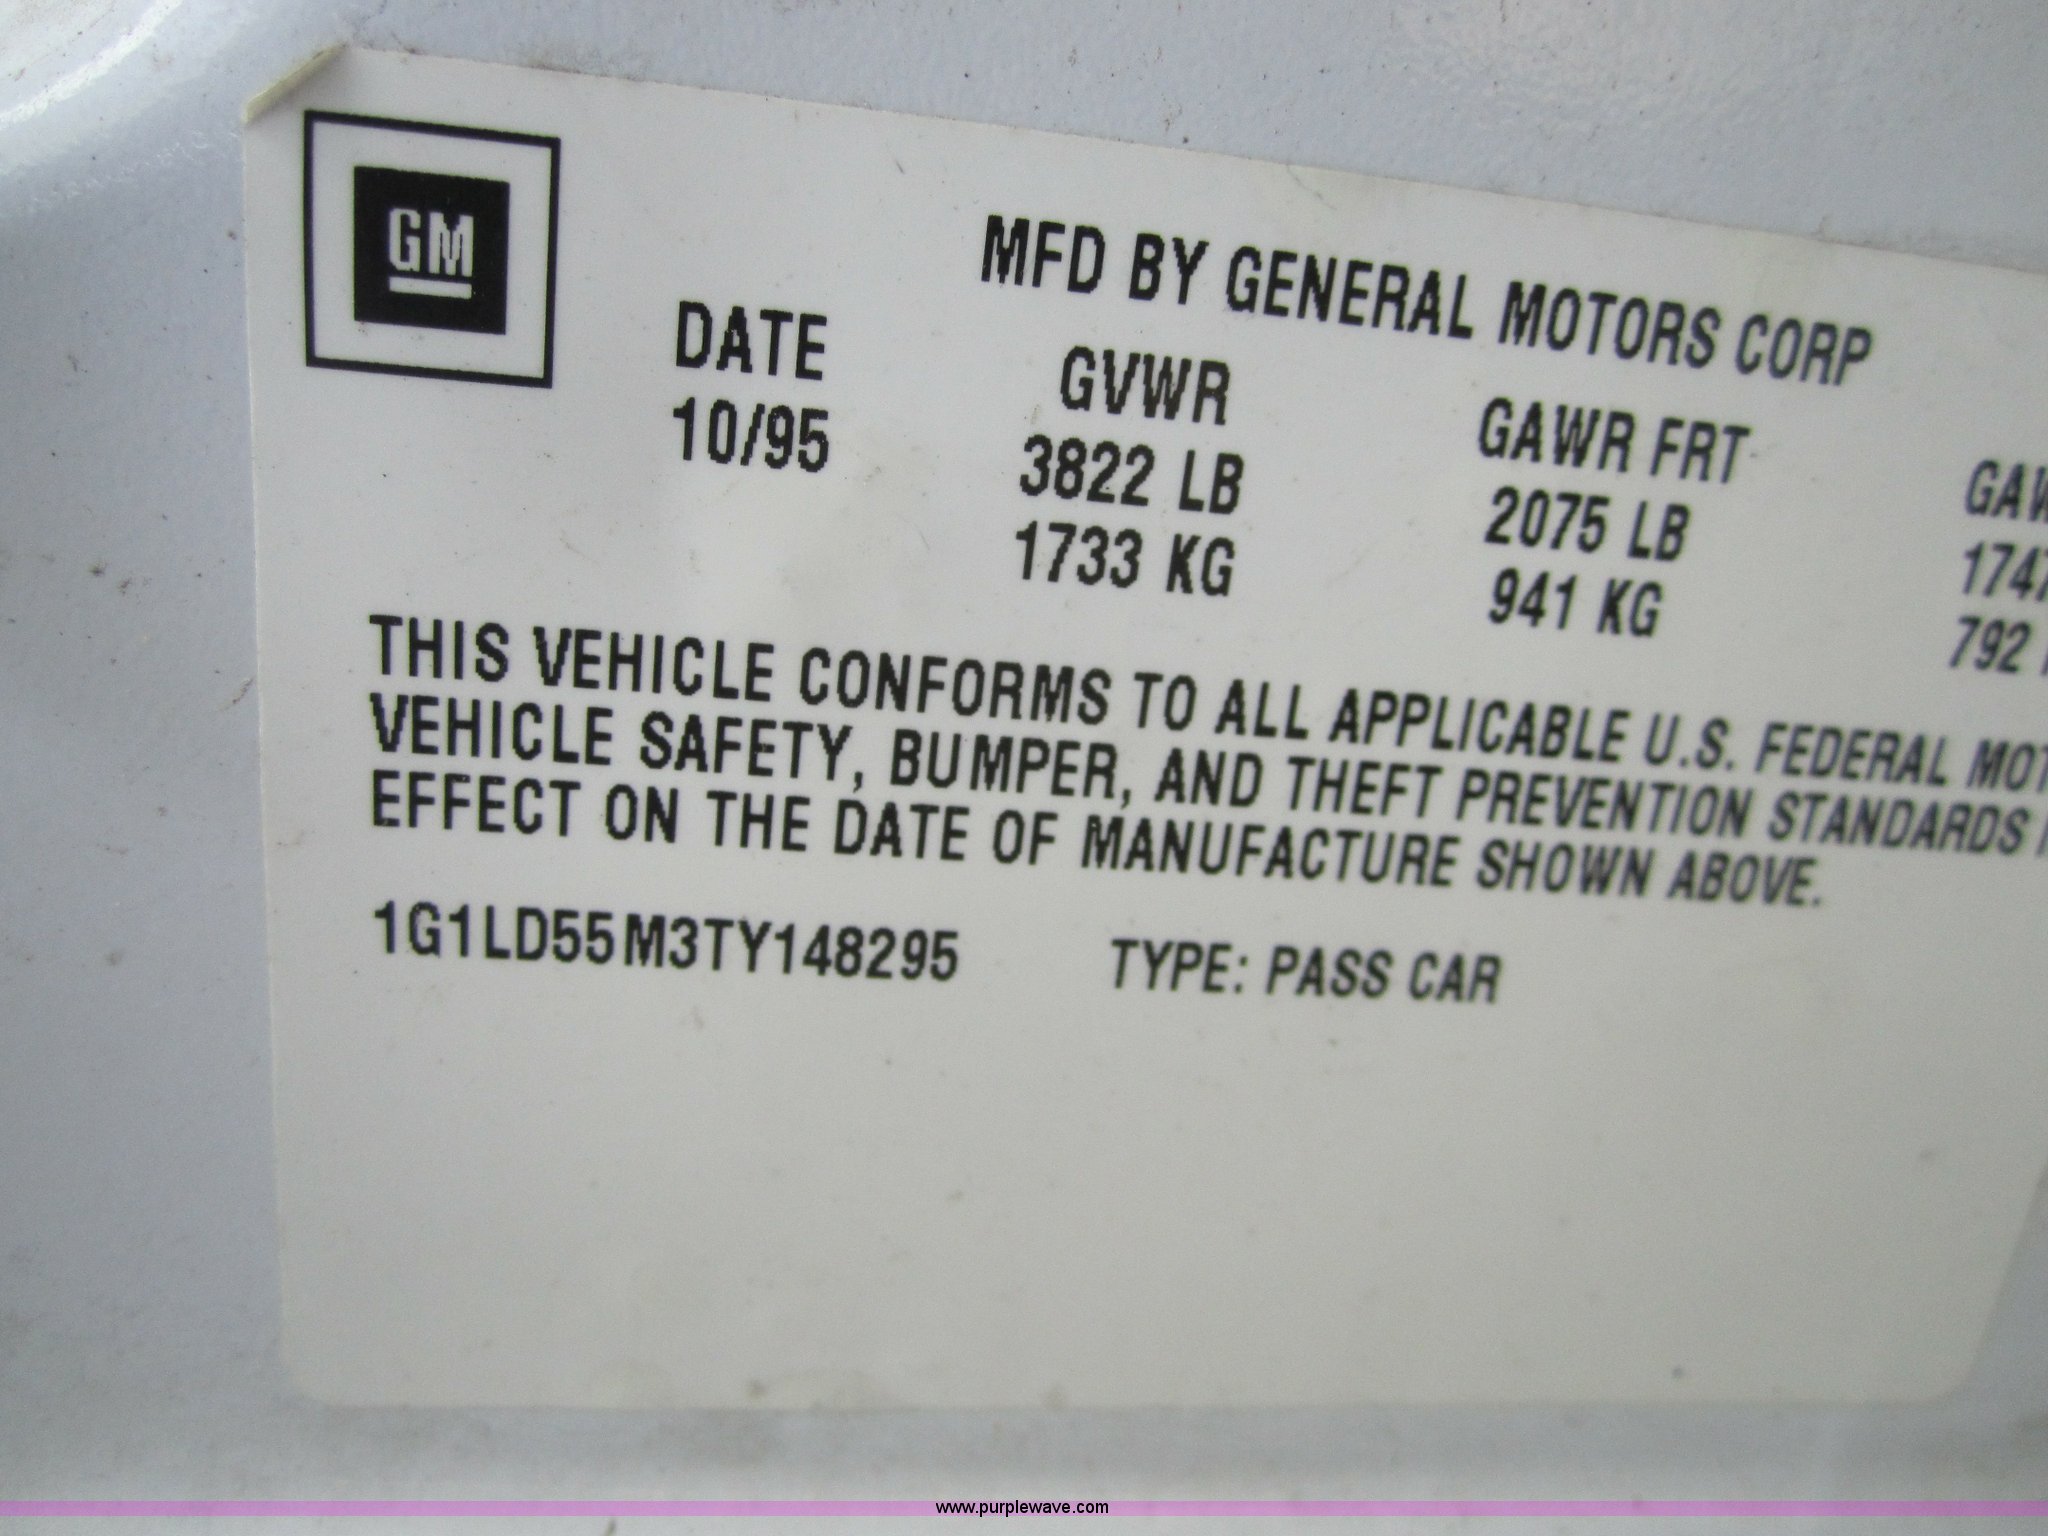 GM
MFD BY GENERAL MOTORS CORP
DATE GVWR GAWR FRT
10/95 3822 LB 2075 LB 1747
1733 KG 941 KG 792
THIS VEHICLE CONFORMS TO ALL APPLICABLE U.S. FEDERAL
VEHICLE SAFETY, BUMPER, AND THEFT PREVENTION STANDARDS
EFFECT ON THE DATE OF MANUFACTURE SHOWN ABOVE.
1G1LD55M3TY148295 TYPE: PASS CAR
www.purplewave.com